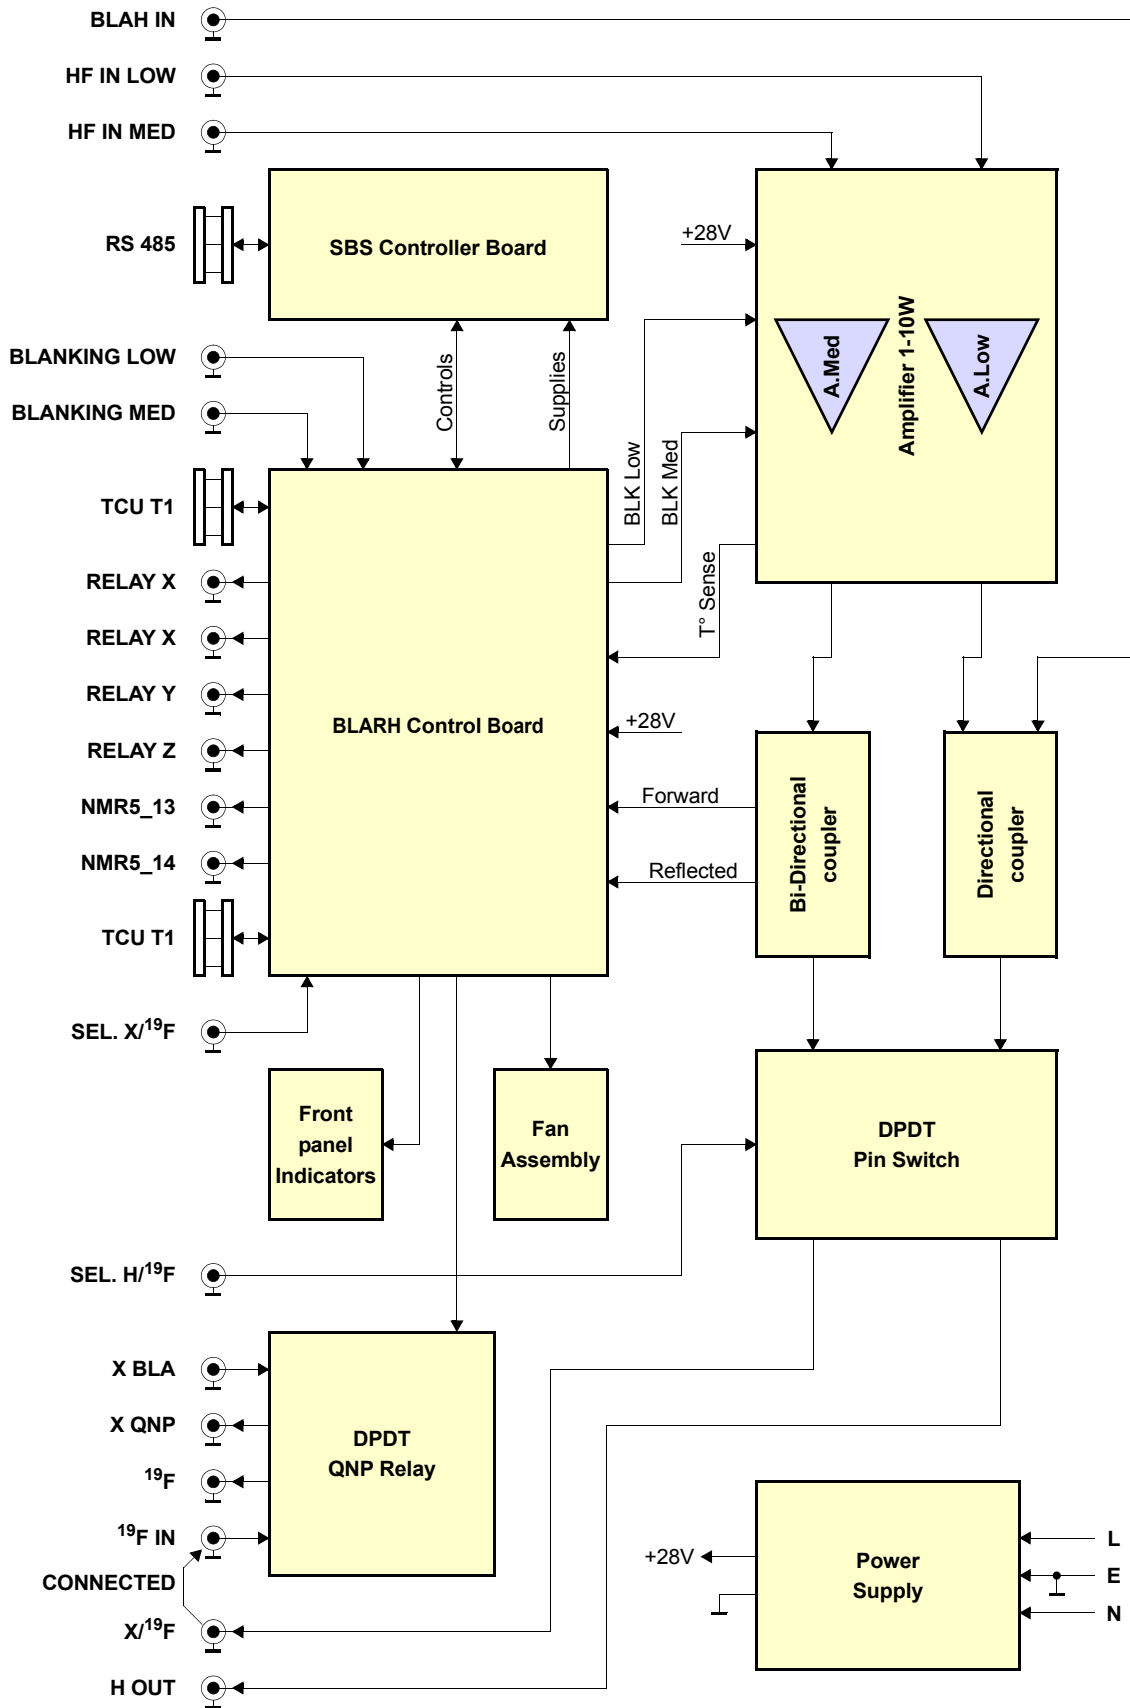 BLAH IN
HF IN LOW
HF IN MED
RS 485
SBS Controller Board
+28V
Amplifier 1-10W
A.Med
A.Low
BLANKING LOW
BLANKING MED
Controls
Supplies
BLK Low
BLK Med
T° Sense
TCU T1
RELAY X
RELAY X
RELAY Y
RELAY Z
NMR5_13
NMR5_14
TCU T1
SEL. X/¹⁹F
BLARH Control Board
+28V
Forward
Reflected
Bi-Directional
coupler
Directional
coupler
Front
panel
Indicators
Fan
Assembly
DPDT
Pin Switch
SEL. H/¹⁹F
X BLA
X QNP
¹⁹F
¹⁹F IN
CONNECTED
X/¹⁹F
H OUT
DPDT
QNP Relay
+28V
Power
Supply
L
E
N